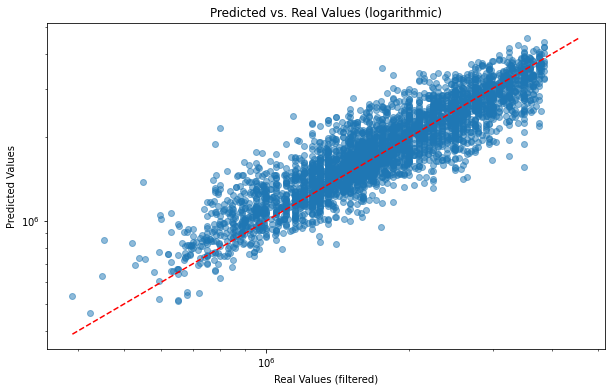 Predicted vs. Real Values (logarithmic)
Predicted Values
10⁶
10⁶
Real Values (filtered)